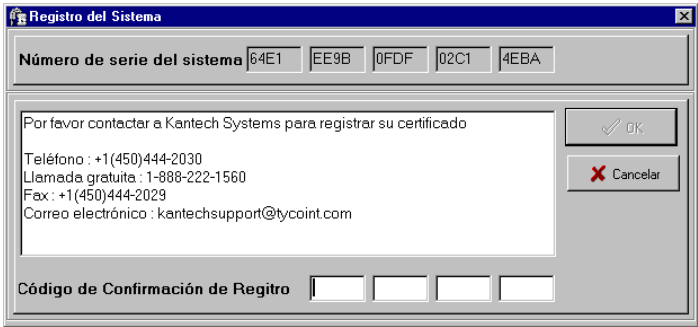 Registro del Sistema
Número de serie del sistema 64E1 EE9B 0FDF 02C1 4EBA
Por favor contactar a Kantech Systems para registrar su certificado
OK
Teléfono : +1(450)444-2030
Llamada gratuita : 1-888-222-1560
Cancelar
Fax : +1(450)444-2029
Correo electrónico : kantechsupport@tycoint.com
Código de Confirmación de Regitro